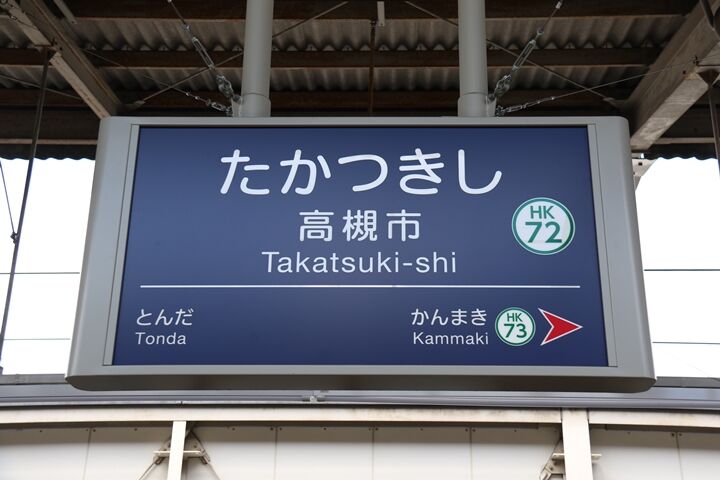 たかつきし
高槻市
HK
72
Takatsuki-shi
とんだ
Tonda
かんまき
Kammaki
HK
73